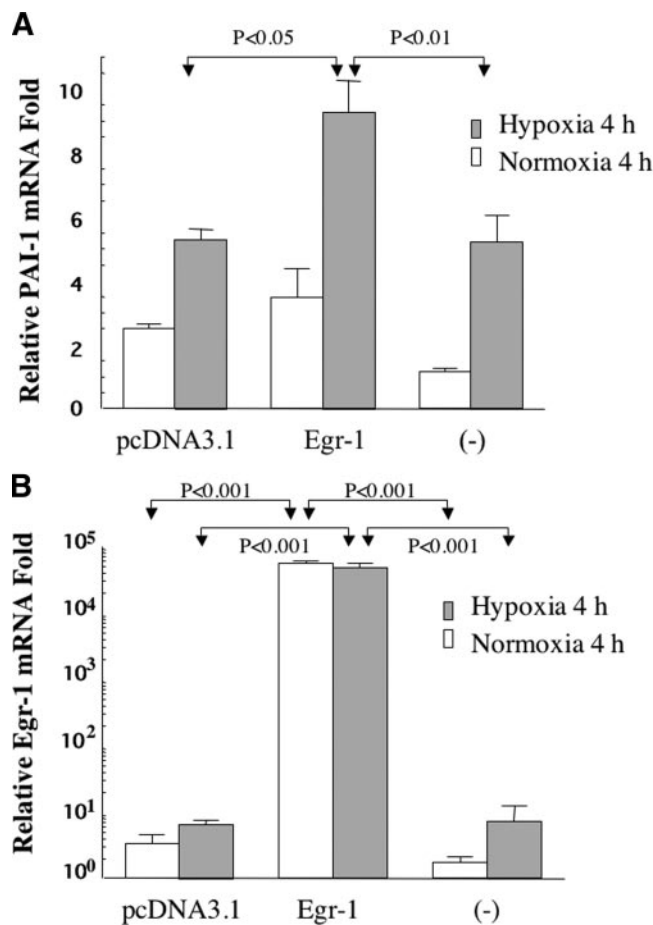 A
P<0.05 P<0.01
Relative PAI-1 mRNA Fold
10
8
6
4
2
0
Hypoxia 4 h
Normoxia 4 h
pcDNA3.1 Egr-1 (-)
B
P<0.001 P<0.001
P<0.001 P<0.001
Relative Egr-1 mRNA Fold
10⁵
10⁴
10³
10²
10¹
10⁰
Hypoxia 4 h
Normoxia 4 h
pcDNA3.1 Egr-1 (-)